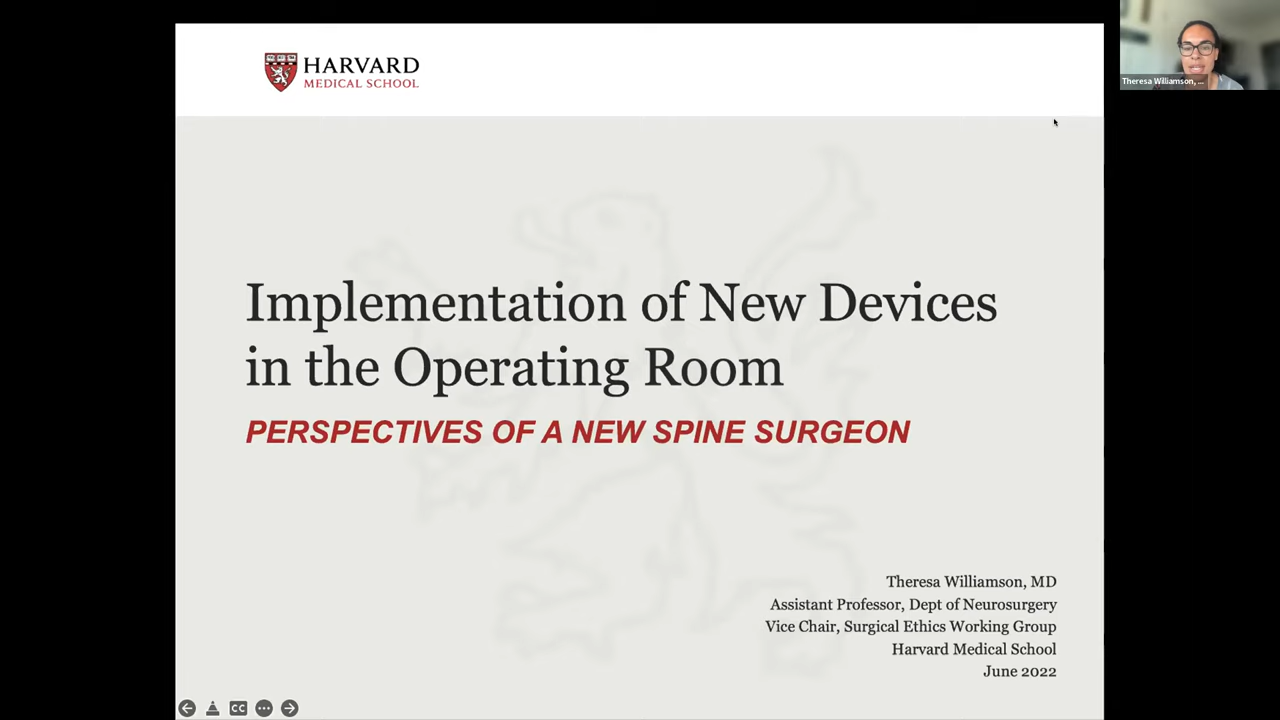 HARVARD
MEDICAL SCHOOL
Theresa Williamson, ...
Implementation of New Devices
in the Operating Room
PERSPECTIVES OF A NEW SPINE SURGEON
Theresa Williamson, MD
Assistant Professor, Dept of Neurosurgery
Vice Chair, Surgical Ethics Working Group
Harvard Medical School
June 2022
CC